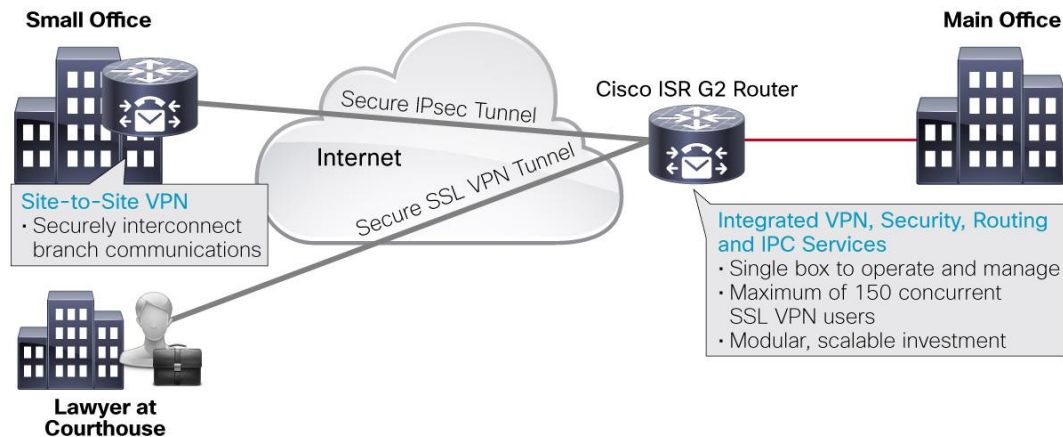 Small Office
Main Office
Cisco ISR G2 Router
Secure IPsec Tunnel
Internet
Secure SSL VPN Tunnel
Site-to-Site VPN
· Securely interconnect
branch communications
Integrated VPN, Security, Routing
and IPC Services
· Single box to operate and manage
· Maximum of 150 concurrent
SSL VPN users
· Modular, scalable investment
Lawyer at
Courthouse